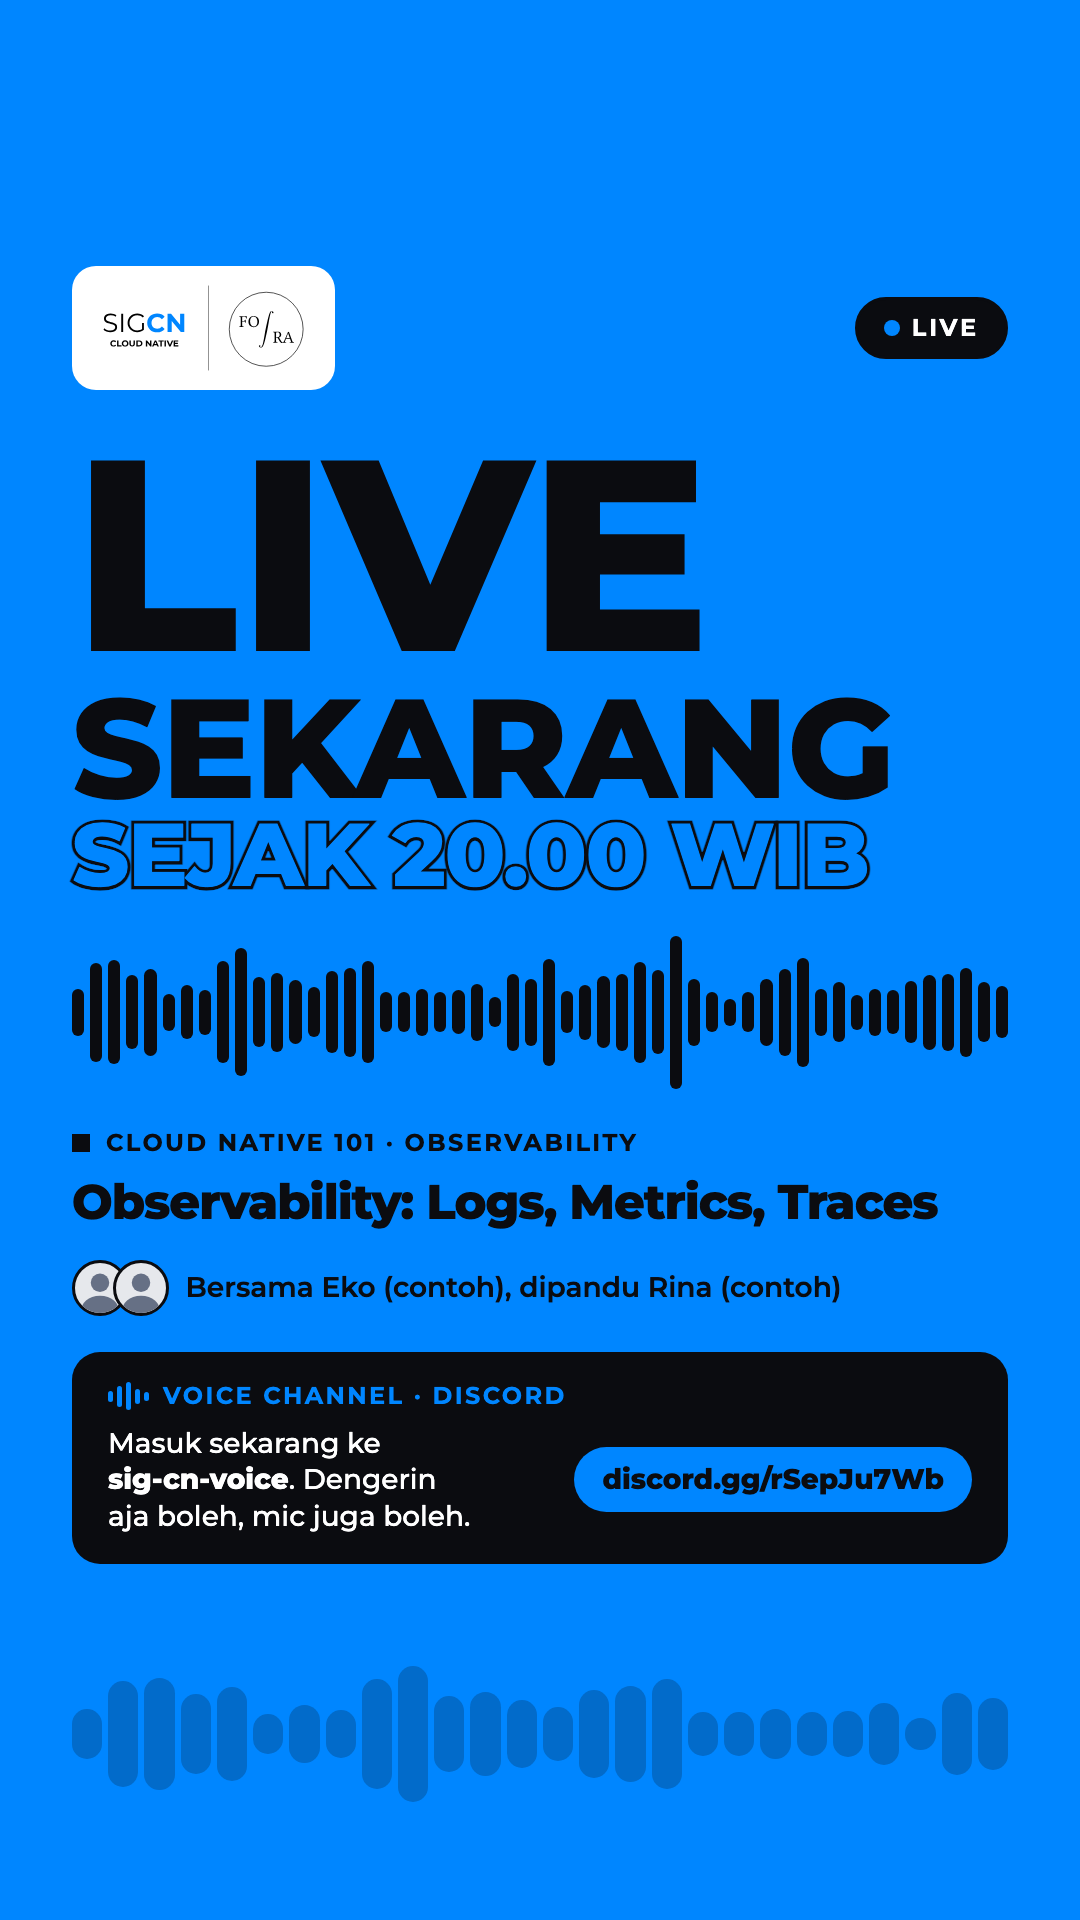 SIGCN
CLOUD NATIVE
FO
RA
LIVE
LIVE
SEKARANG
SEJAK 20.00 WIB
CLOUD NATIVE 101 · OBSERVABILITY
Observability: Logs, Metrics, Traces
Bersama Eko (contoh), dipandu Rina (contoh)
VOICE CHANNEL · DISCORD
Masuk sekarang ke
sig-cn-voice. Dengerin
aja boleh, mic juga boleh.
discord.gg/rSepJu7Wb